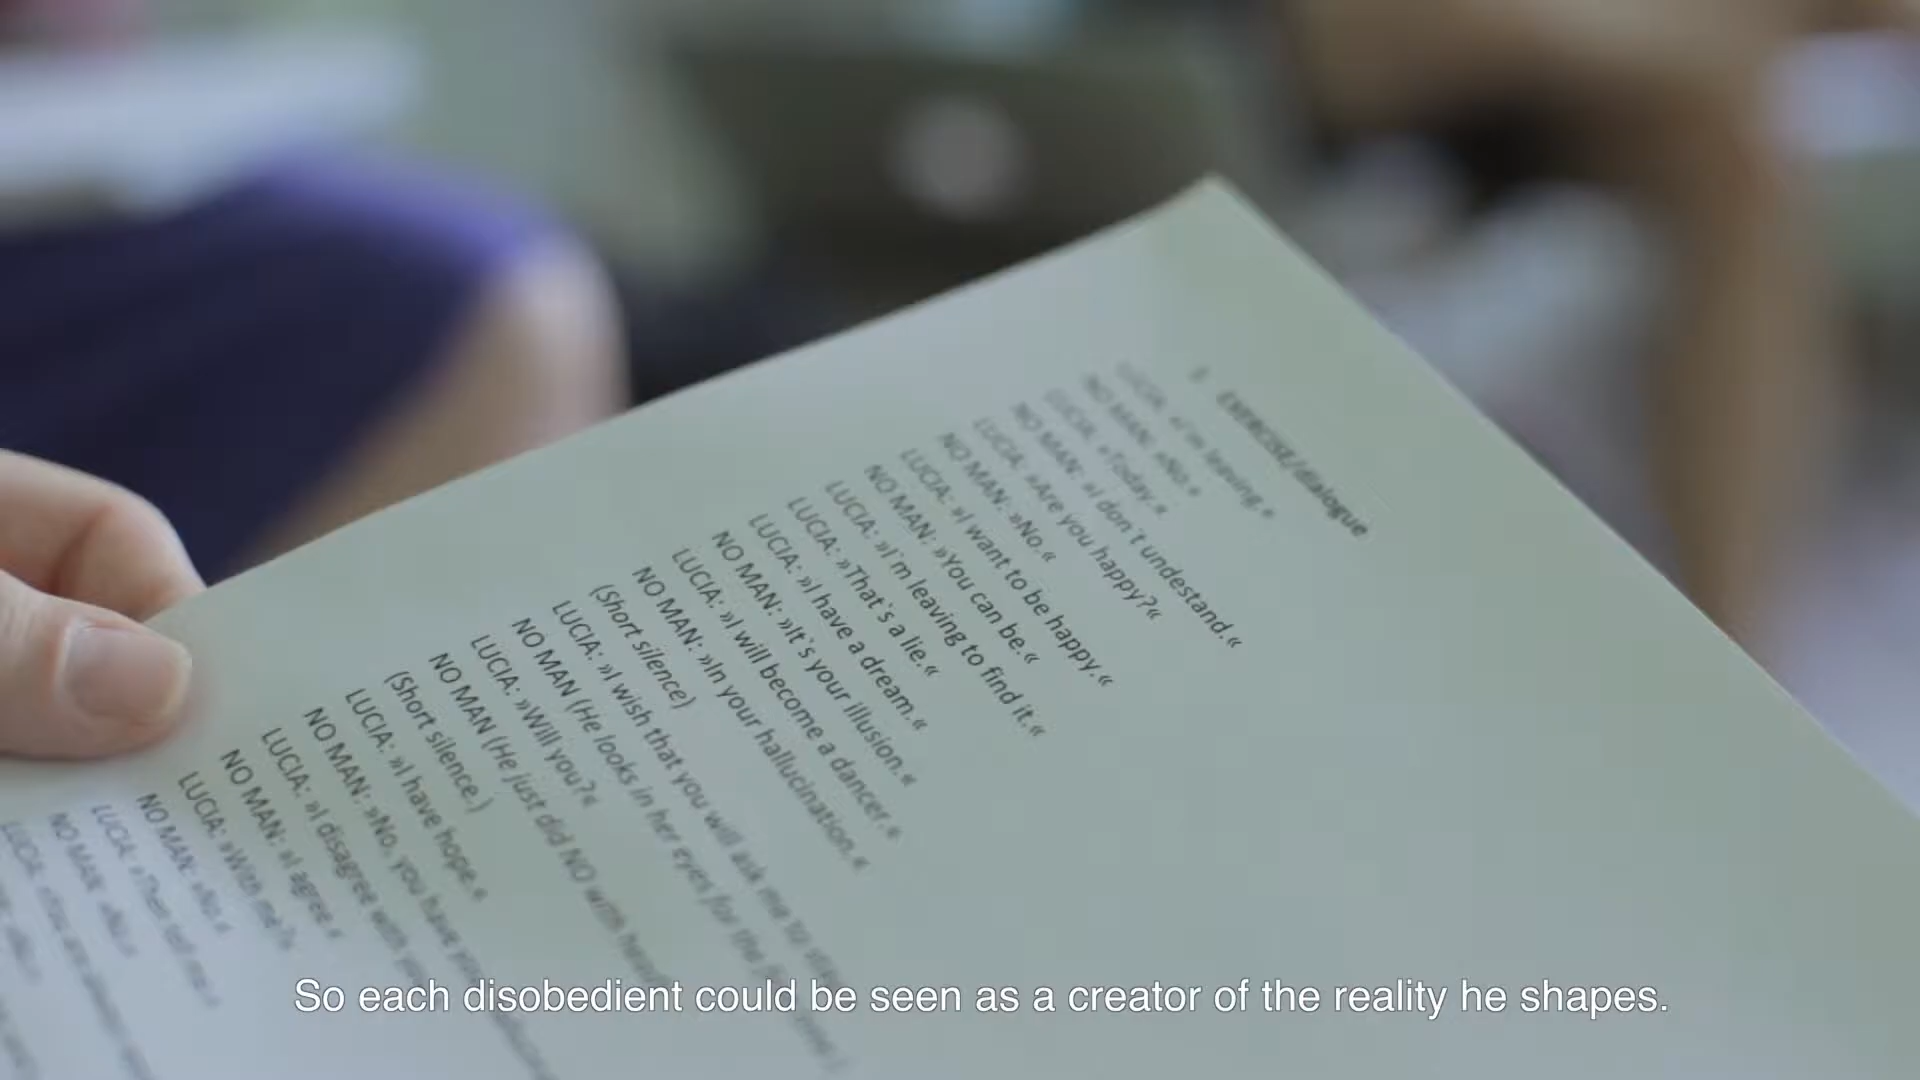 EXERCISE/dialogue
LUCIA: »I`m leaving.«
NO MAN: »No.«
LUCIA: »Today.«
NO MAN: »I don`t undestand.«
LUCIA: »Are you happy?«
NO MAN: »No.«
LUCIA: »I want to be happy.«
NO MAN: »You can be.«
LUCIA: »I`m leaving to find it.«
LUCIA: »That`s a lie.«
LUCIA: »I have a dream.«
NO MAN: »It`s your illusion.«
LUCIA: »I will become a dancer.«
NO MAN: »In your hallucination.«
(Short silence)
LUCIA: »I wish that you will ask me to stay
NO MAN (He looks in her eyes for the
LUCIA: »Will you?«
NO MAN (He just did NO with
(Short silence.)
LUCIA: »I have hope.«
NO MAN: »No, you have
LUCIA: »I disagree with
NO MAN: »I agree.«
LUCIA: »With me?«
NO MAN: »No.«
LUCIA: »Then tell me
NO MAN: »No.«
LUCIA: »You are always
So each disobedient could be seen as a creator of the reality he shapes.